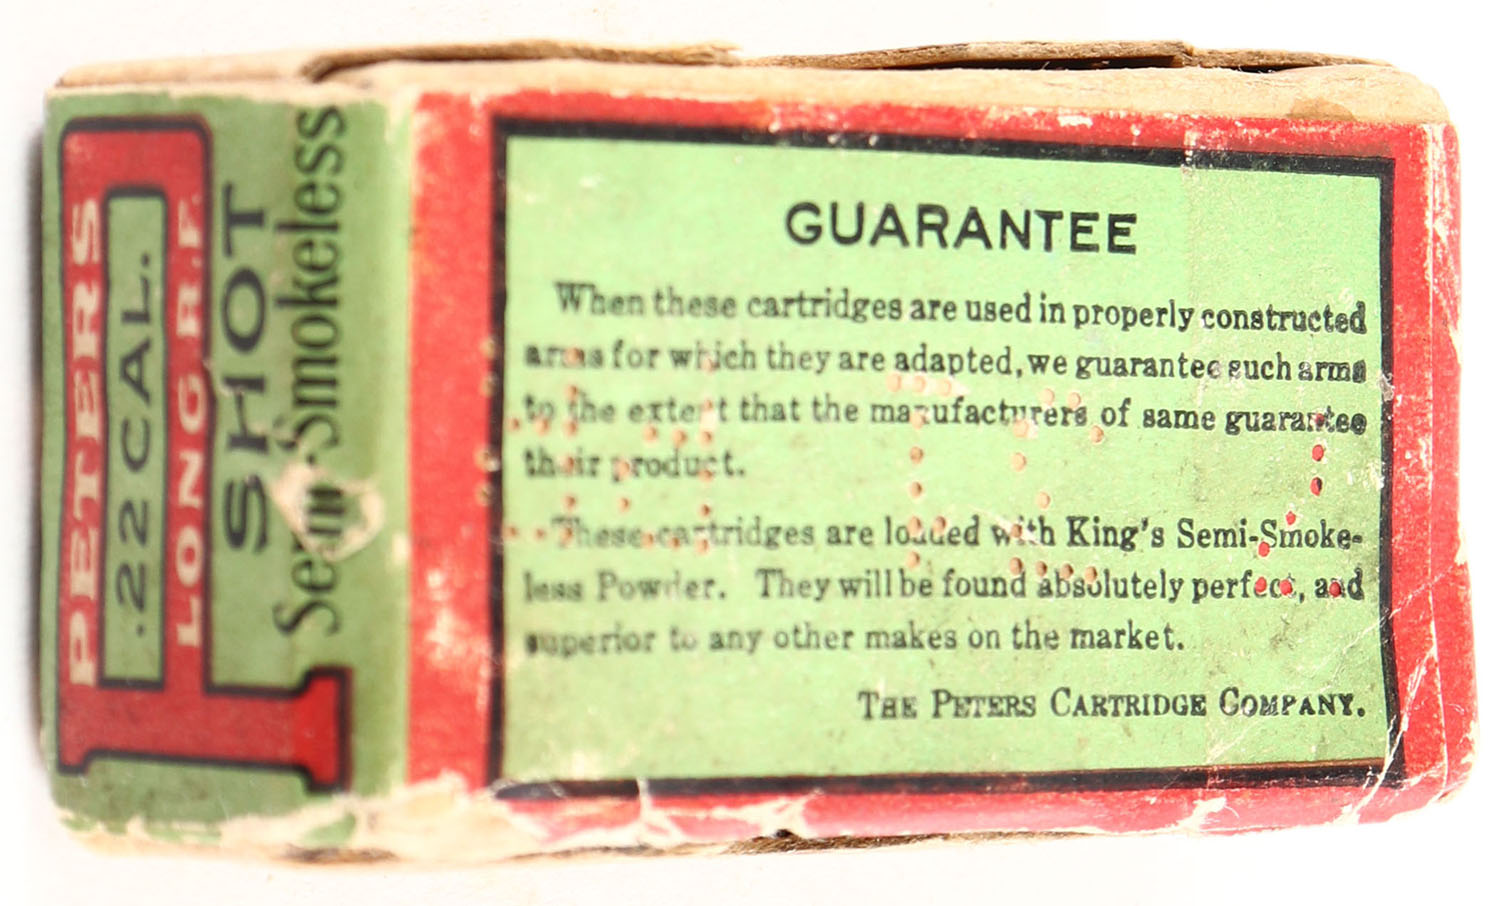 PETERS
.22 CAL.
LONG R.F.
SHOT
Semi-Smokeless
GUARANTEE
When these cartridges are used in properly constructed
arms for which they are adapted, we guarantee such arms
to the extent that the manufacturers of same guarantee
their product.
These cartridges are loaded with King's Semi-Smoke-
less Powder. They will be found absolutely perfect, and
superior to any other makes on the market.
THE PETERS CARTRIDGE COMPANY.